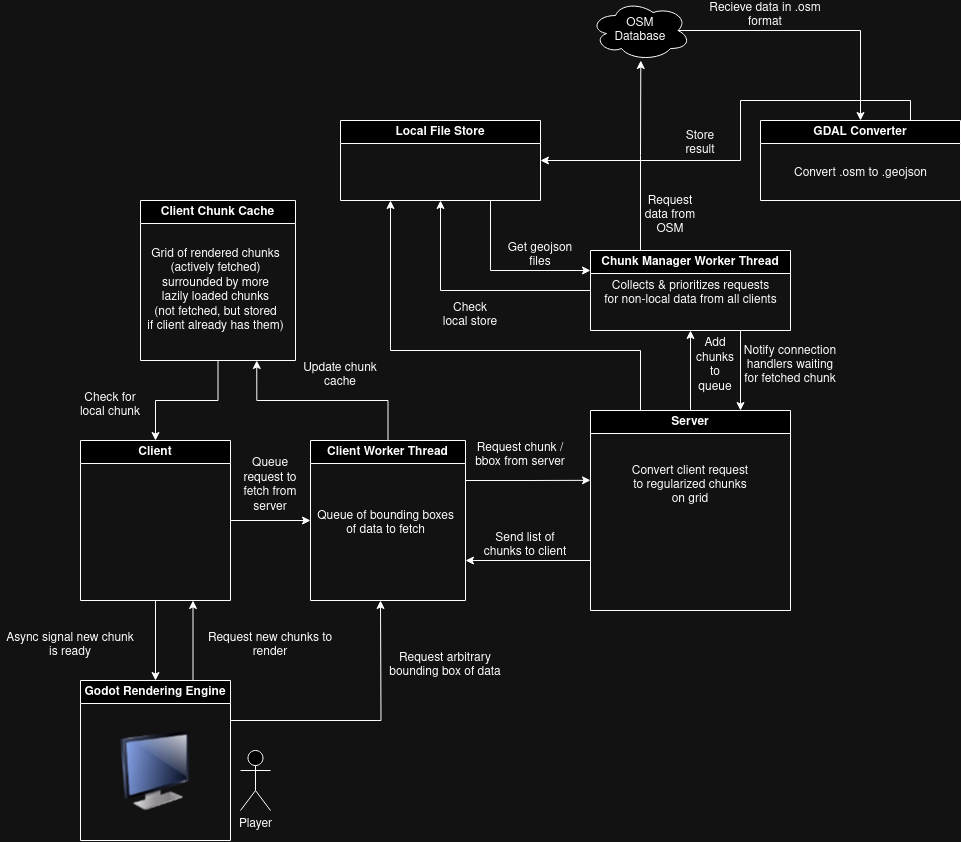 OSM
Database
Recieve data in .osm
format
Local File Store
GDAL Converter
Convert .osm to .geojson
Store
result
Request
data from
OSM
Client Chunk Cache
Grid of rendered chunks
(actively fetched)
surrounded by more
lazily loaded chunks
(not fetched, but stored
if client already has them)
Get geojson
files
Chunk Manager Worker Thread
Collects & prioritizes requests
for non-local data from all clients
Check
local store
Add
chunks
to
queue
Notify connection
handlers waiting
for fetched chunk
Update chunk
cache
Check for
local chunk
Client
Queue
request to
fetch from
server
Client Worker Thread
Queue of bounding boxes
of data to fetch
Request chunk /
bbox from server
Send list of
chunks to client
Server
Convert client request
to regularized chunks
on grid
Async signal new chunk
is ready
Request new chunks to
render
Request arbitrary
bounding box of data
Godot Rendering Engine
Player